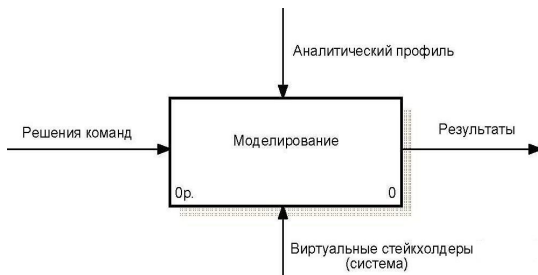 Аналитический профиль
Решения команд
Моделирование
Результаты
0р.
0
Виртуальные стейкхолдеры
(система)